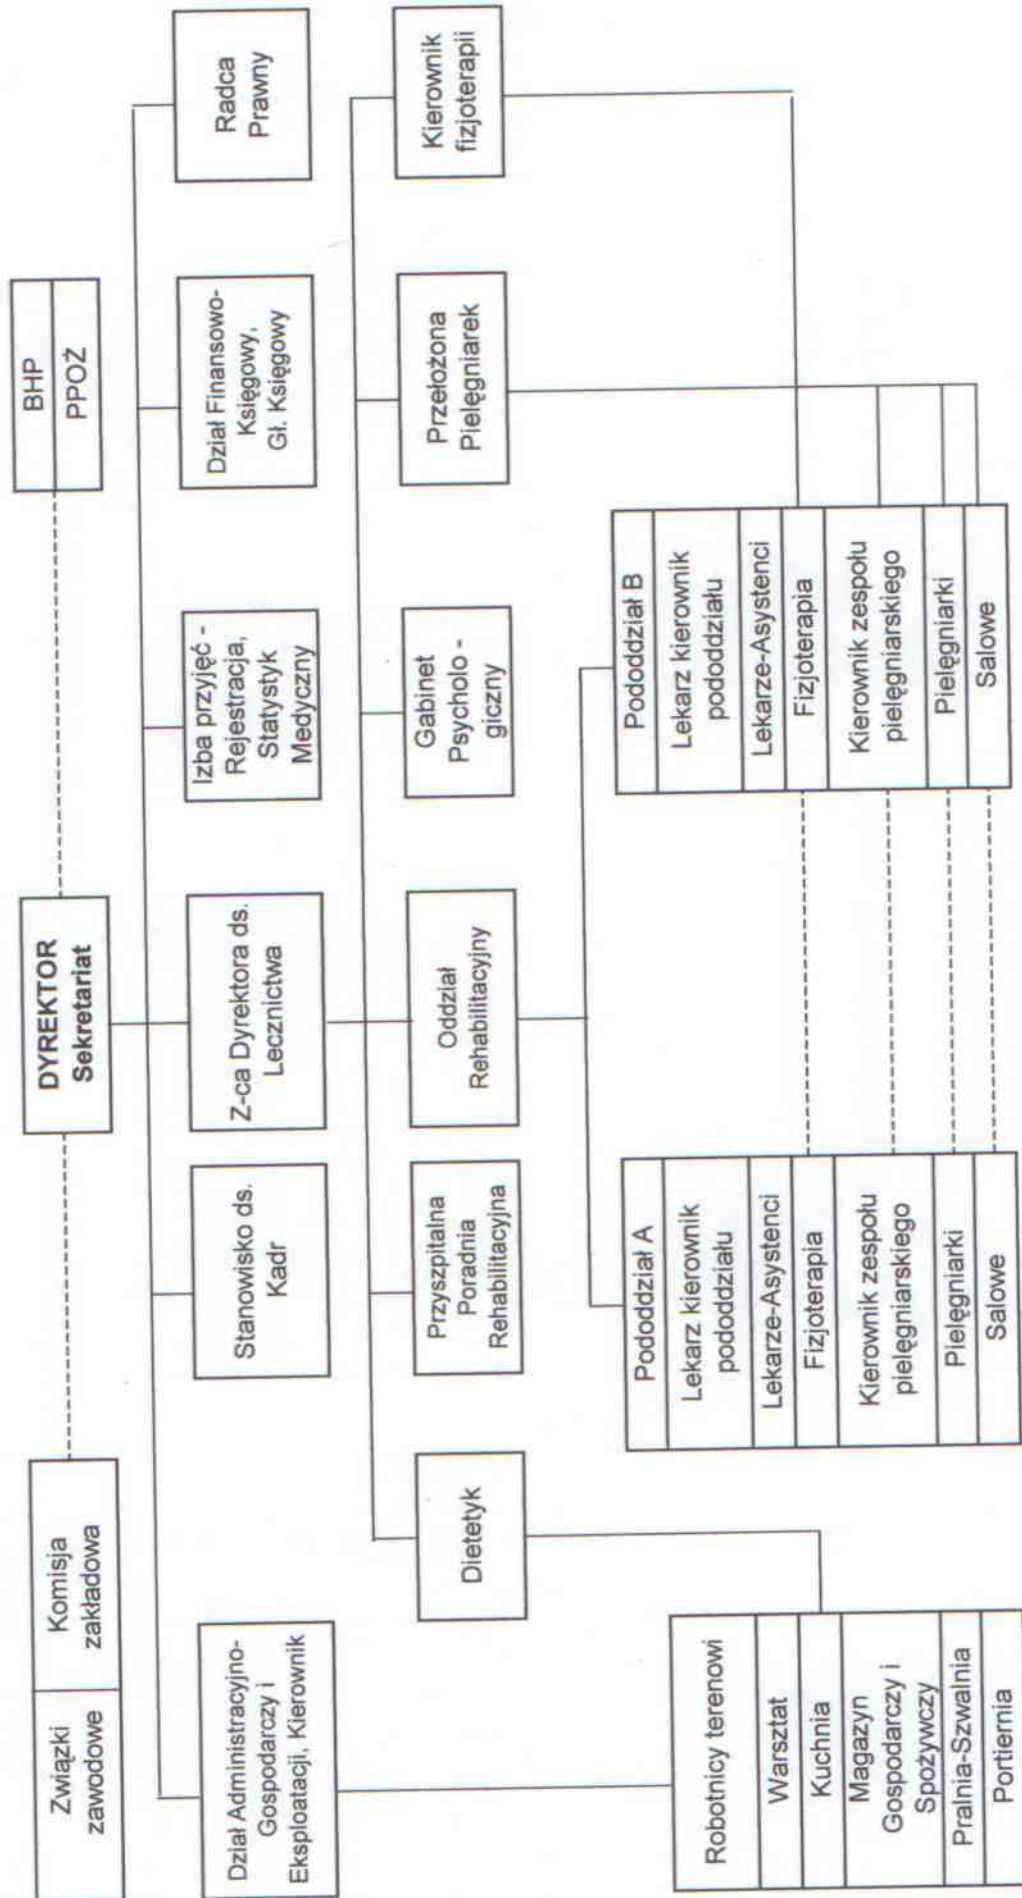 Związki
zawodowe
Komisja
zakładowa
DYREKTOR
Sekretariat
BHP
PPOŻ
Dział Administracyjno-
Gospodarczy i
Eksploatacji, Kierownik
Stanowisko ds.
Kadr
Z-ca Dyrektora ds.
Lecznictwa
Izba przyjęć -
Rejestracja,
Statystyk
Medyczny
Dział Finansowo-
Księgowy,
Gł. Księgowy
Radca
Prawny
Dietetyk
Przyszpitalna
Poradnia
Rehabilitacyjna
Oddział
Rehabilitacyjny
Gabinet
Psycholo -
giczny
Przełożona
Pielęgniarek
Kierownik
fizjoterapii
Robotnicy terenowi
Warsztat
Kuchnia
Magazyn
Gospodarczy i
Spożywczy
Pralnia-Szwalnia
Portiernia
Pododdział A
Lekarz kierownik
pododdziału
Lekarze-Asystenci
Fizjoterapia
Kierownik zespołu
pielęgniarskiego
Pielęgniarki
Salowe
Pododdział B
Lekarz kierownik
pododdziału
Lekarze-Asystenci
Fizjoterapia
Kierownik zespołu
pielęgniarskiego
Pielęgniarki
Salowe